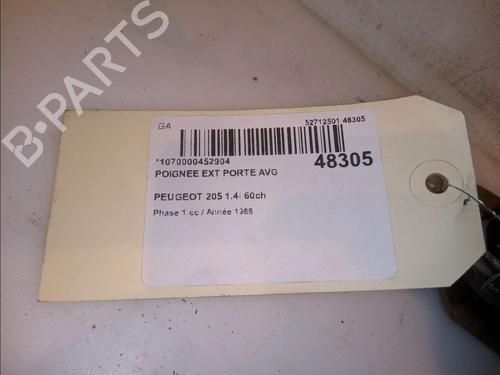 GA
52712501 48305
*1070000452904
48305
POIGNEE EXT PORTE AVG
PEUGEOT 205 1.4i 60ch
Phase 1 cc / Année 1988
B-PARTS